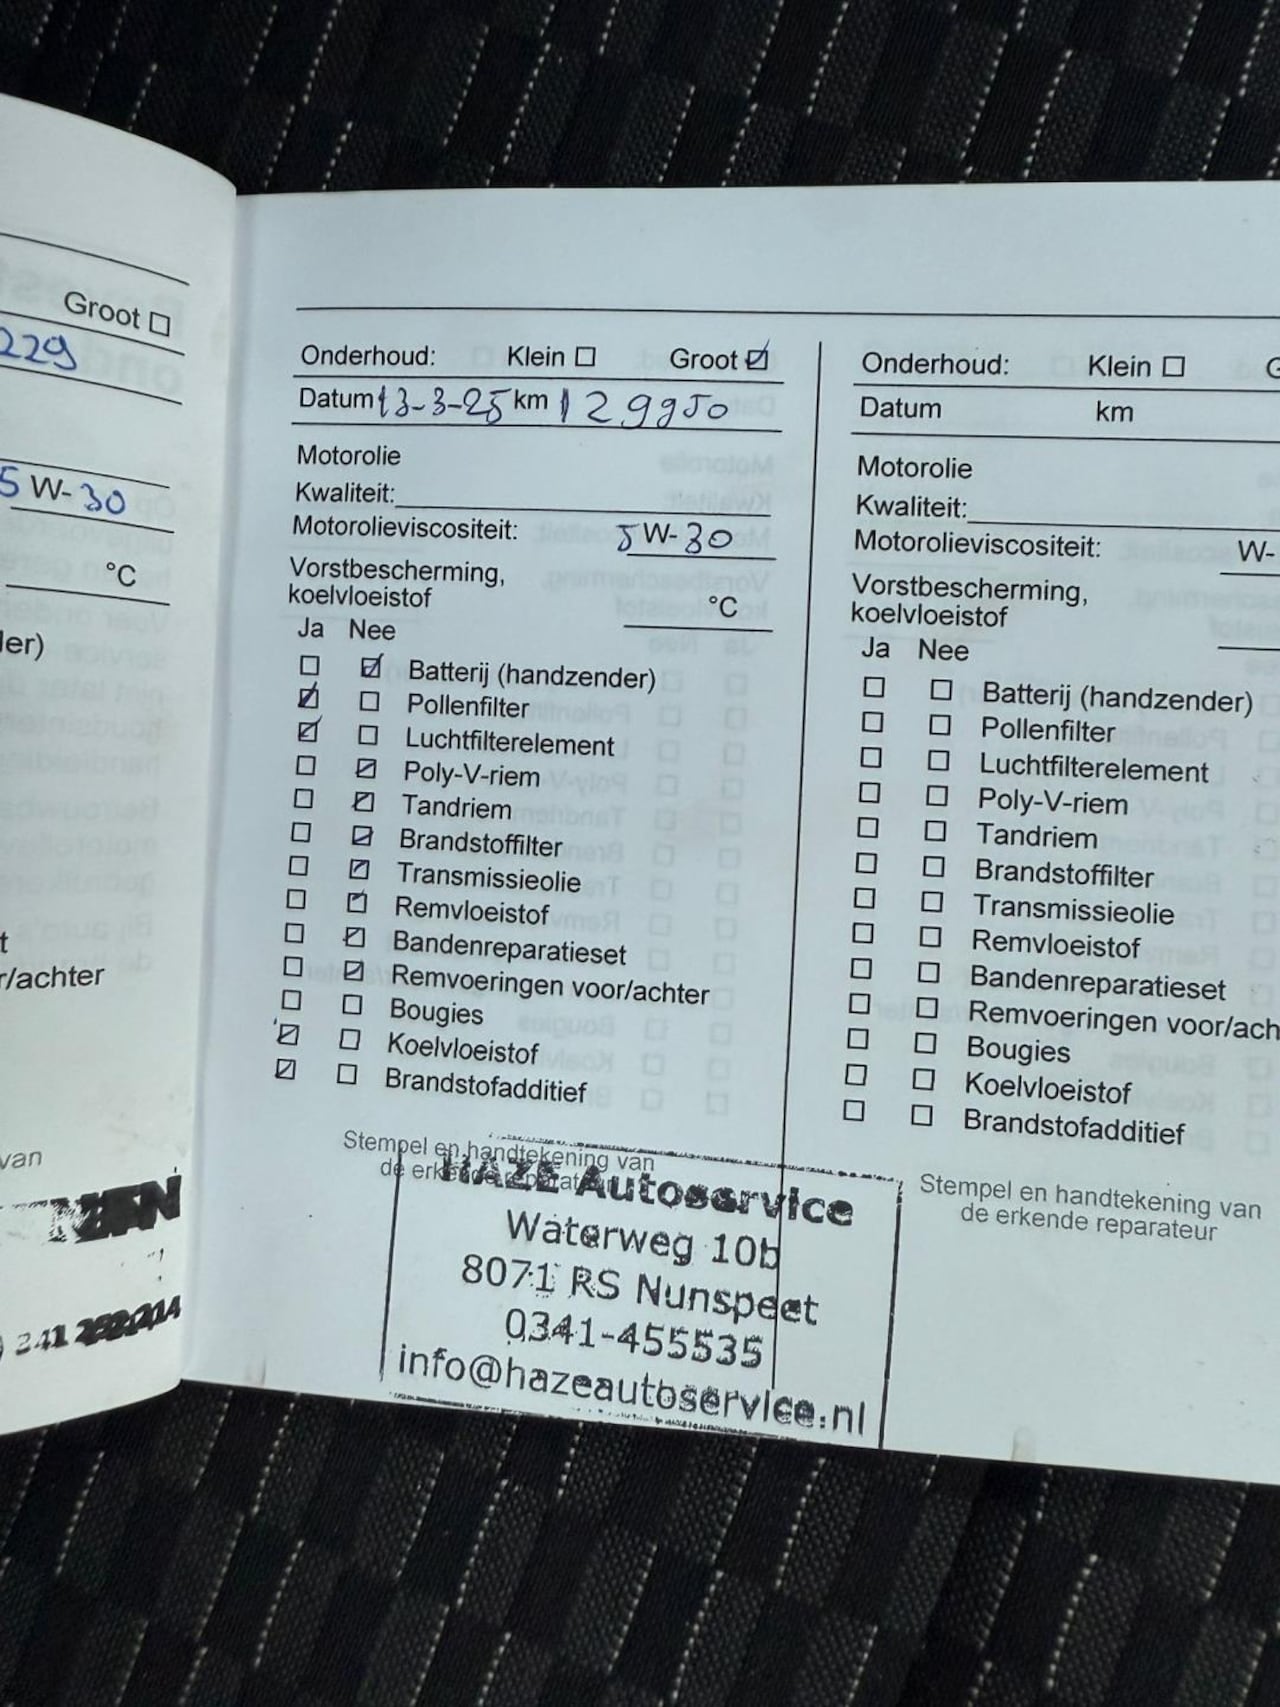 Groot ☐
229
5 W-30
°C
der)
t
r/achter
van
Onderhoud: Klein ☐ Groot ☑
Datum 13-3-25 km 129950
Motorolie
Kwaliteit:
Motorolieviscositeit: 5 W-30
Vorstbescherming,
koelvloeistof °C
Ja Nee
☐ ☑ Batterij (handzender)
☑ ☐ Pollenfilter
☑ ☐ Luchtfilterelement
☐ ☑ Poly-V-riem
☐ ☑ Tandriem
☐ ☑ Brandstoffilter
☐ ☑ Transmissieolie
☐ ☑ Remvloeistof
☐ ☑ Bandenreparatieset
☐ ☑ Remvoeringen voor/achter
☐ ☐ Bougies
☑ ☐ Koelvloeistof
☑ ☐ Brandstofadditief
Stempel en handtekening van
de erkende reparateur
HAZE Autoservice
Waterweg 10b
8071 RS Nunspeet
0341-455535
info@hazeautoservice.nl
Onderhoud: Klein ☐ G
Datum km
Motorolie
Kwaliteit:
Motorolieviscositeit: W-
Vorstbescherming,
koelvloeistof
Ja Nee
☐ ☐ Batterij (handzender)
☐ ☐ Pollenfilter
☐ ☐ Luchtfilterelement
☐ ☐ Poly-V-riem
☐ ☐ Tandriem
☐ ☐ Brandstoffilter
☐ ☐ Transmissieolie
☐ ☐ Remvloeistof
☐ ☐ Bandenreparatieset
☐ ☐ Remvoeringen voor/ach
☐ ☐ Bougies
☐ ☐ Koelvloeistof
☐ ☐ Brandstofadditief
Stempel en handtekening van
de erkende reparateur